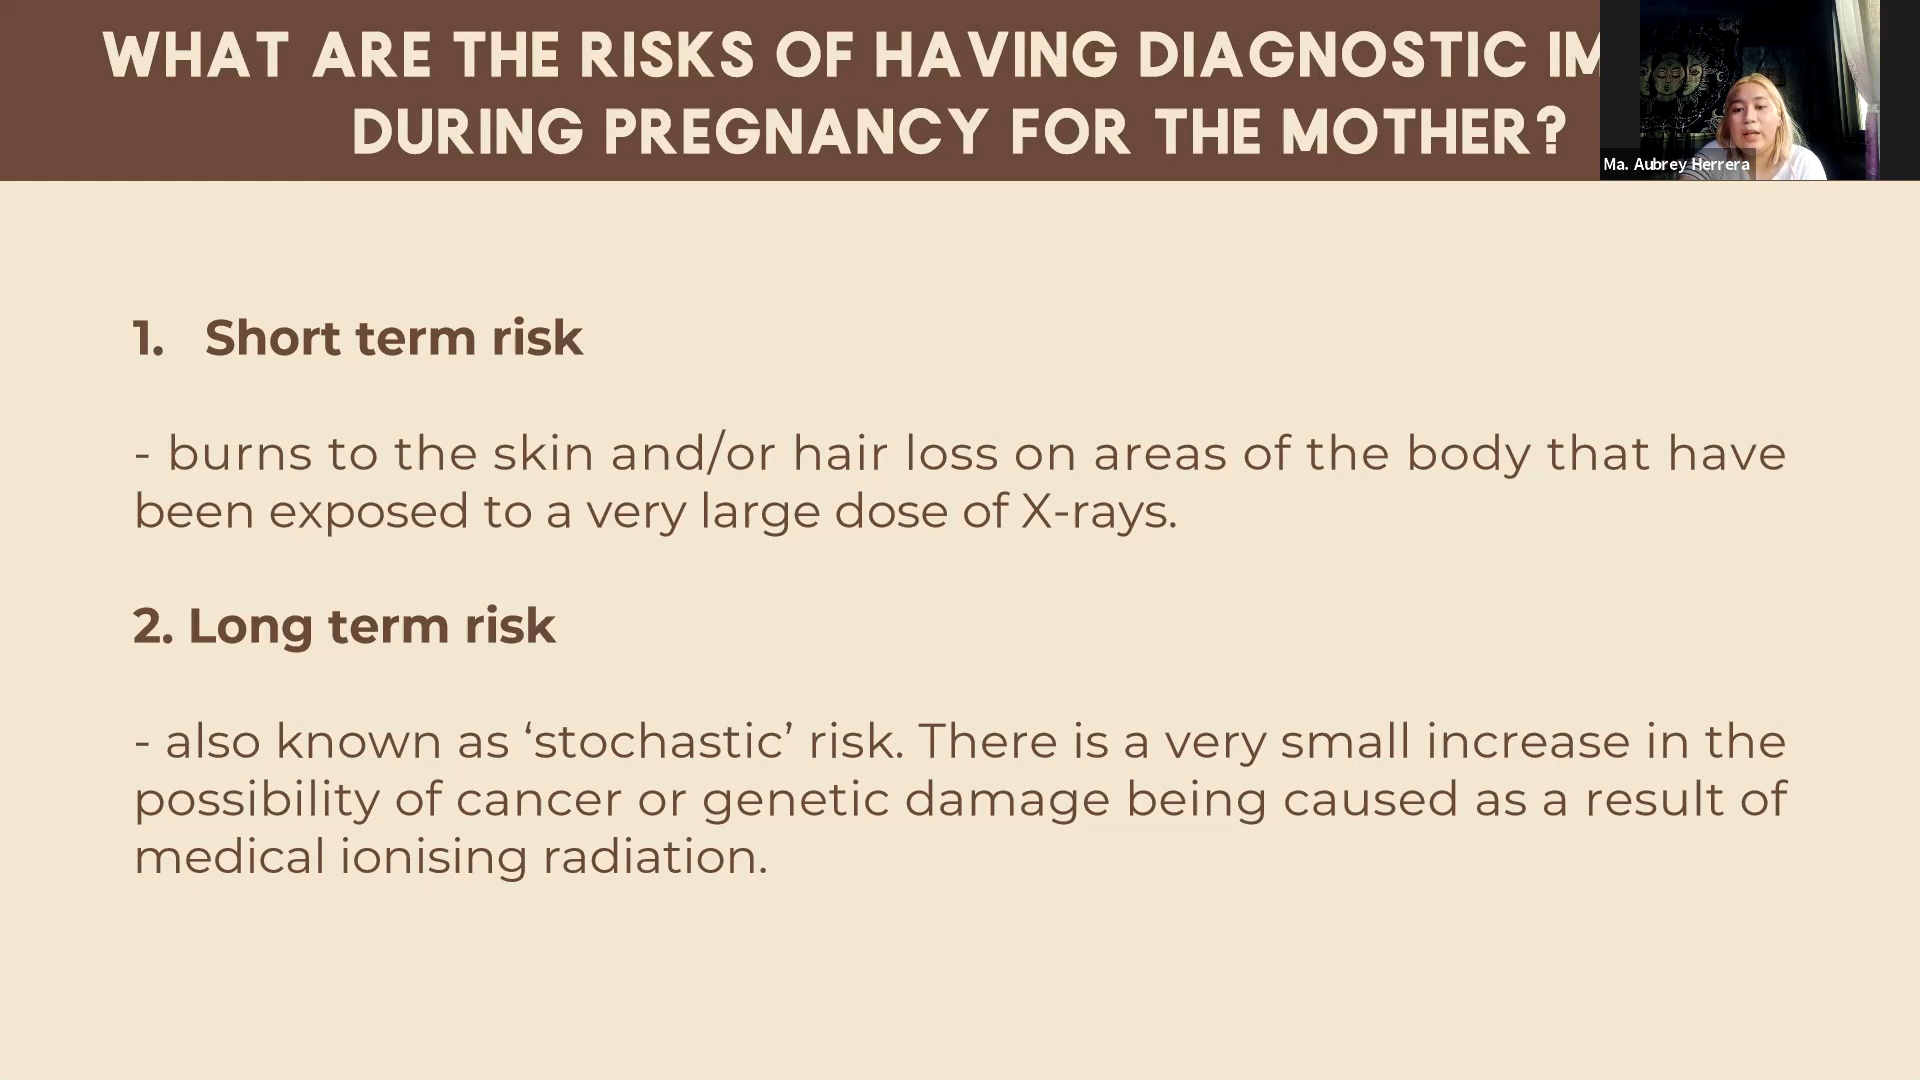 WHAT ARE THE RISKS OF HAVING DIAGNOSTIC
DURING PREGNANCY FOR THE MOTHER?
Ma. Aubrey Herrera
1. Short term risk
- burns to the skin and/or hair loss on areas of the body that have
been exposed to a very large dose of X-rays.
2. Long term risk
- also known as ‘stochastic’ risk. There is a very small increase in the
possibility of cancer or genetic damage being caused as a result of
medical ionising radiation.